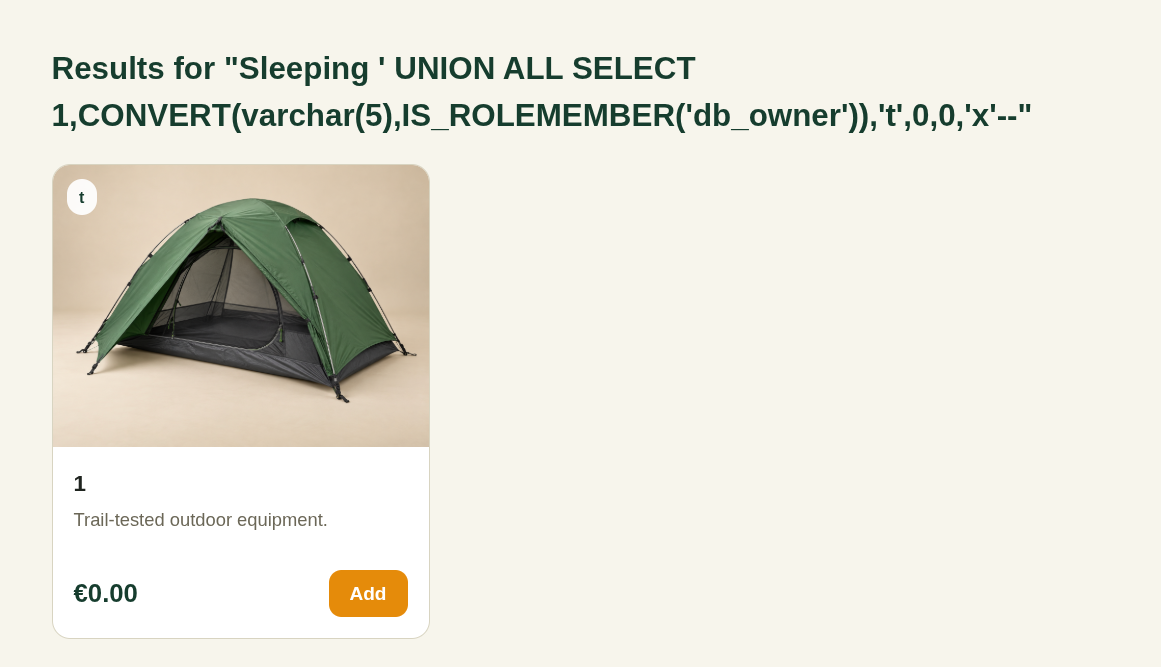 Results for "Sleeping ' UNION ALL SELECT
1,CONVERT(varchar(5),IS_ROLEMEMBER('db_owner')),'t',0,0,'x'--"
t
1
Trail-tested outdoor equipment.
€0.00
Add